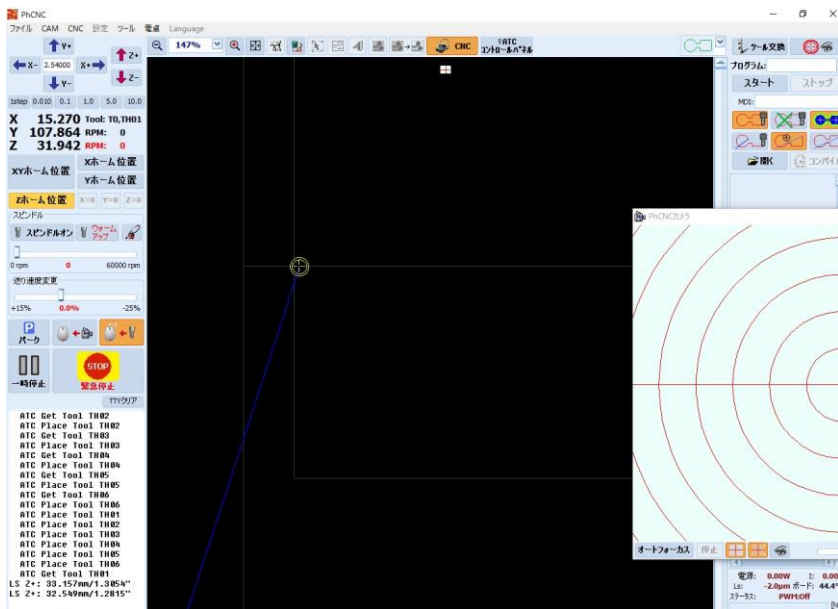 PhCNC
ファイル CAM CNC 設定 ツール 電卓 Language
Y+
X- 2.54000 X+
Y-
Z+
Z-
147%
CNC
ATC
コントロールパネル
ツール交換
1step 0.010 0.1 1.0 5.0 10.0
X 15.270 Tool: T0,TH01
Y 107.864 RPM: 0
Z 31.942 RPM: 0
XYホーム位置
Xホーム位置
Yホーム位置
Zホーム位置 X=0 Y=0 Z=0
スピンドル
スピンドルオン
ウォームアップ
0 rpm 0 60000 rpm
送り速度変更
+15% 0.0% -25%
P
パーク
一時停止
STOP
緊急停止
TTYクリア
ATC Get Tool TH02
ATC Place Tool TH02
ATC Get Tool TH03
ATC Place Tool TH03
ATC Get Tool TH04
ATC Place Tool TH04
ATC Get Tool TH05
ATC Place Tool TH05
ATC Get Tool TH06
ATC Place Tool TH06
ATC Place Tool TH01
ATC Place Tool TH02
ATC Place Tool TH03
ATC Place Tool TH04
ATC Place Tool TH05
ATC Place Tool TH06
ATC Get Tool TH01
LS Z+: 33.157mm/1.3054"
LS Z+: 32.549mm/1.2815"
プログラム:
スタート ストップ
MDI:
開く コンパイル
PhCNCカメラ
オートフォーカス 停止
電源: 0.00W I: 0.00
Ls: -2.0μm ボード: 44.4°
ステータス: PWM:Off